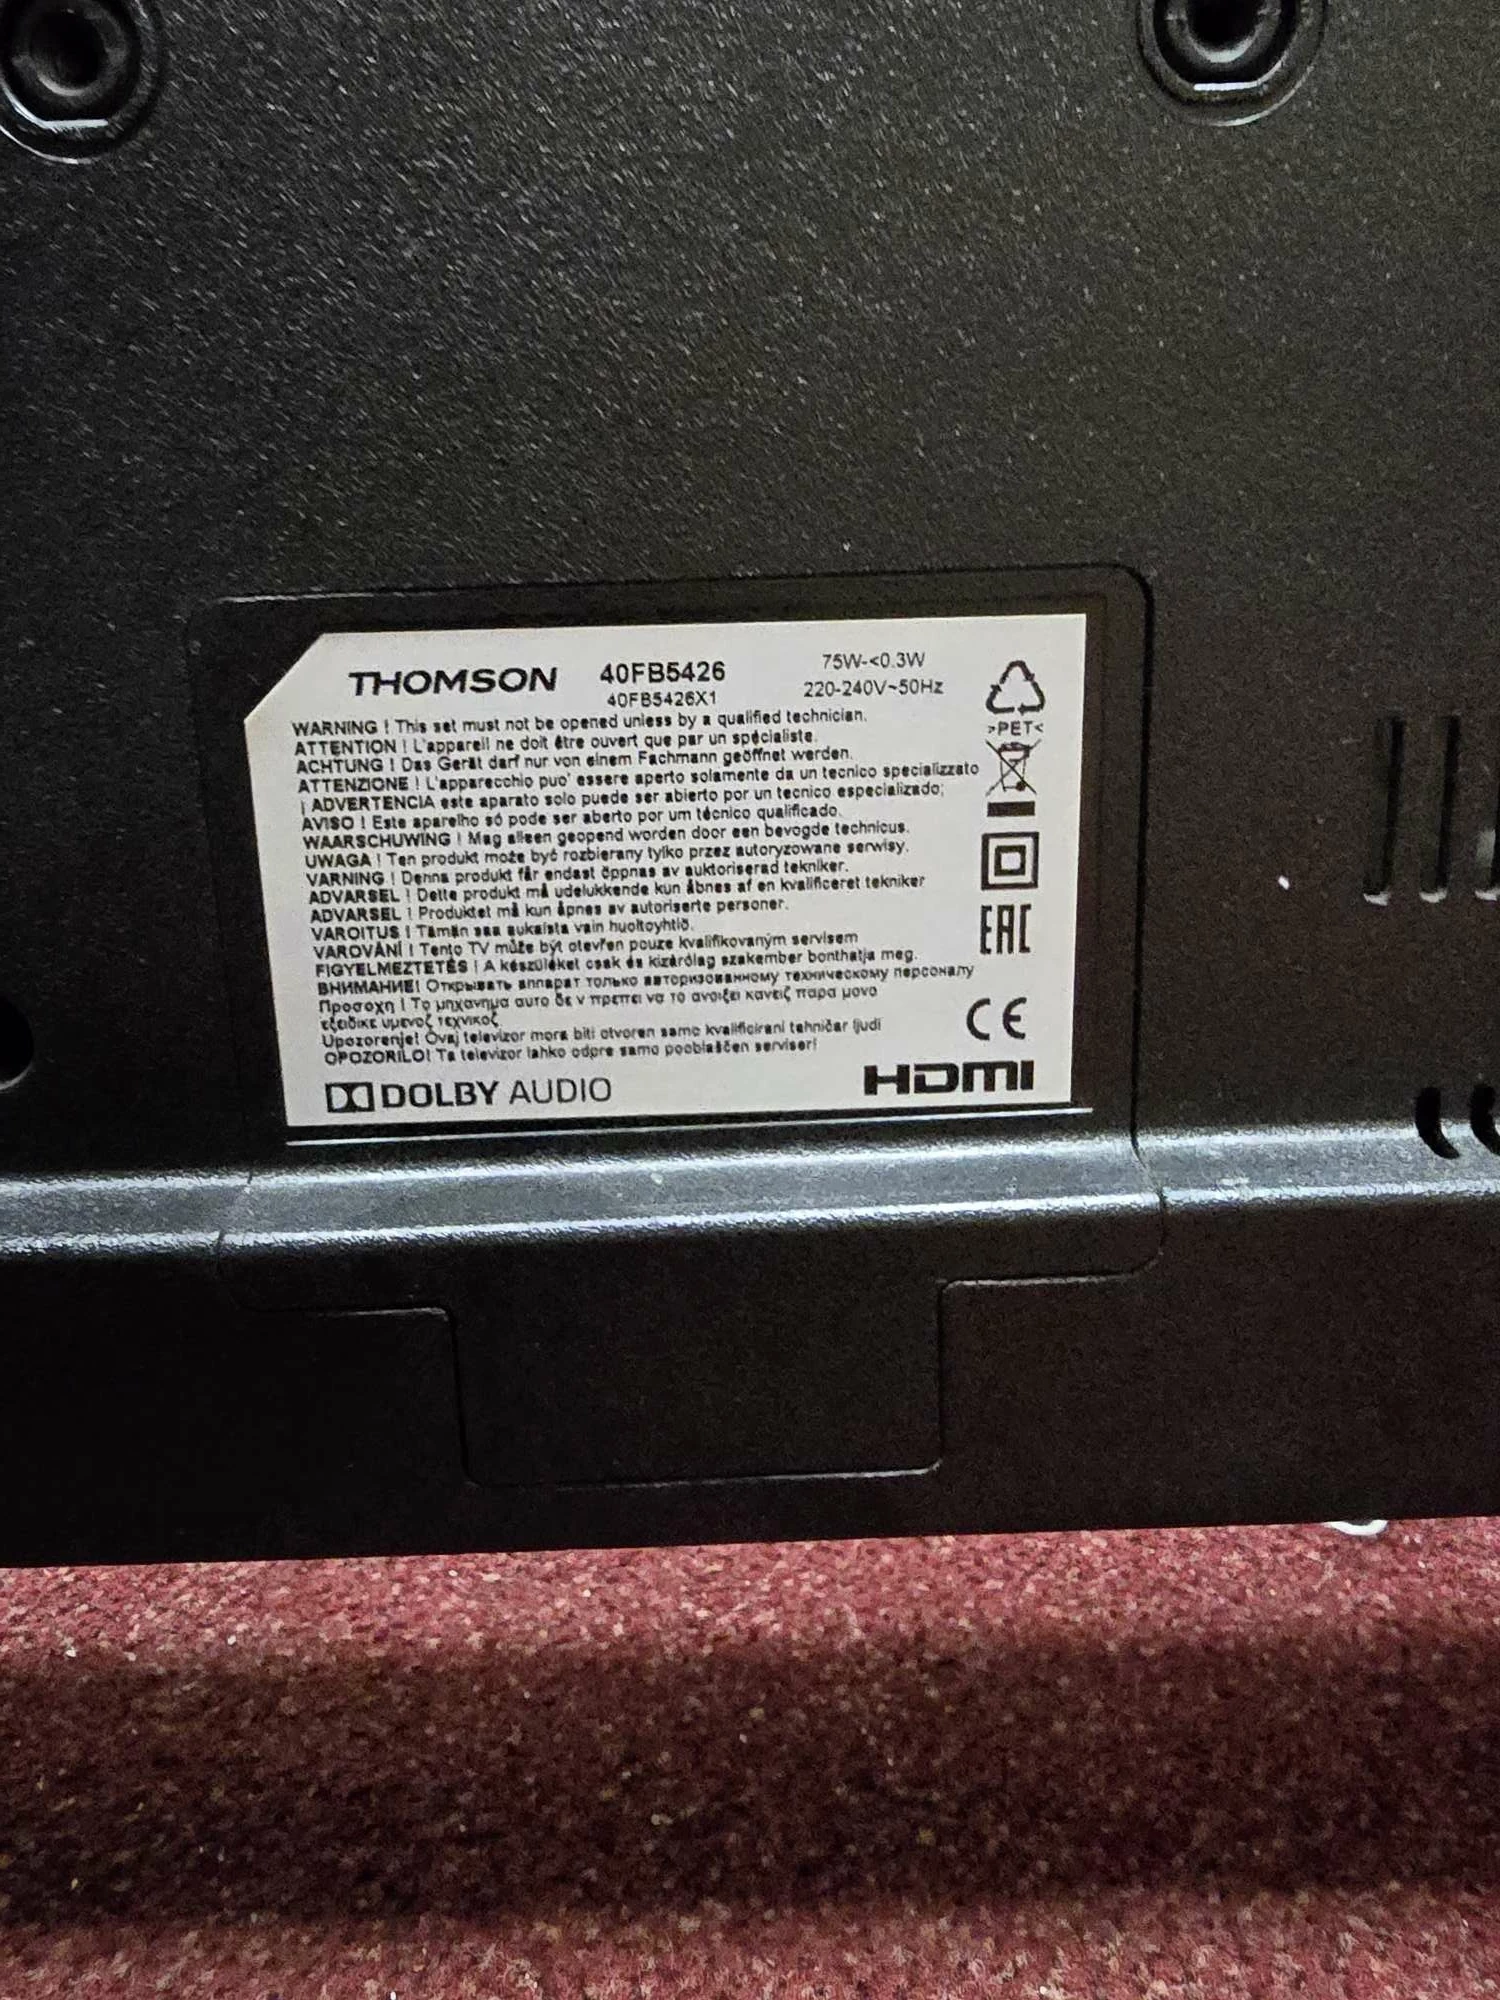 THOMSON 40FB5426 75W-<0.3W
40FB5426X1 220-240V~50Hz
WARNING ! This set must not be opened unless by a qualified technician.
ATTENTION ! L'appareil ne doit être ouvert que par un spécialiste.
ACHTUNG ! Das Gerät darf nur von einem Fachmann geöffnet werden.
ATTENZIONE ! L'apparecchio puo' essere aperto solamente da un tecnico specializzato
¡ ADVERTENCIA este aparato solo puede ser abierto por un tecnico especializado;
AVISO ! Este aparelho só pode ser aberto por um técnico qualificado.
WAARSCHUWING ! Mag alleen geopend worden door een bevogde technicus.
UWAGA ! Ten produkt może być rozbierany tylko przez autoryzowane serwisy.
VARNING ! Denna produkt får endast öppnas av auktoriserad tekniker.
ADVARSEL ! Dette produkt må udelukkende kun åbnes af en kvalificeret tekniker
ADVARSEL ! Produktet må kun åpnes av autoriserte personer.
VAROITUS ! Tämän saa aukaista vain huoltoyhtiö.
VAROVÁNÍ ! Tento TV může být otevřen pouze kvalifikovaným servisem
FIGYELMEZTETÉS ! A készüléket csak és kizárólag szakember bonthatja meg.
ВНИМАНИЕ! Открывать аппарат только авторизованному техническому персоналу
Προσοχη ! Το μηχανημα αυτο δε ν πρεπει να το ανοιξει κανεις παρα μονο
εξειδικε υμενος τεχνικος
Upozorenje! Ovaj televizor mora biti otvoren samo kvalificirani tehničar ljudi
OPOZORILO! Ta televizor lahko odpre samo pooblaščen serviser!
>PET<
EAC
CE
DOLBY AUDIO HDMI